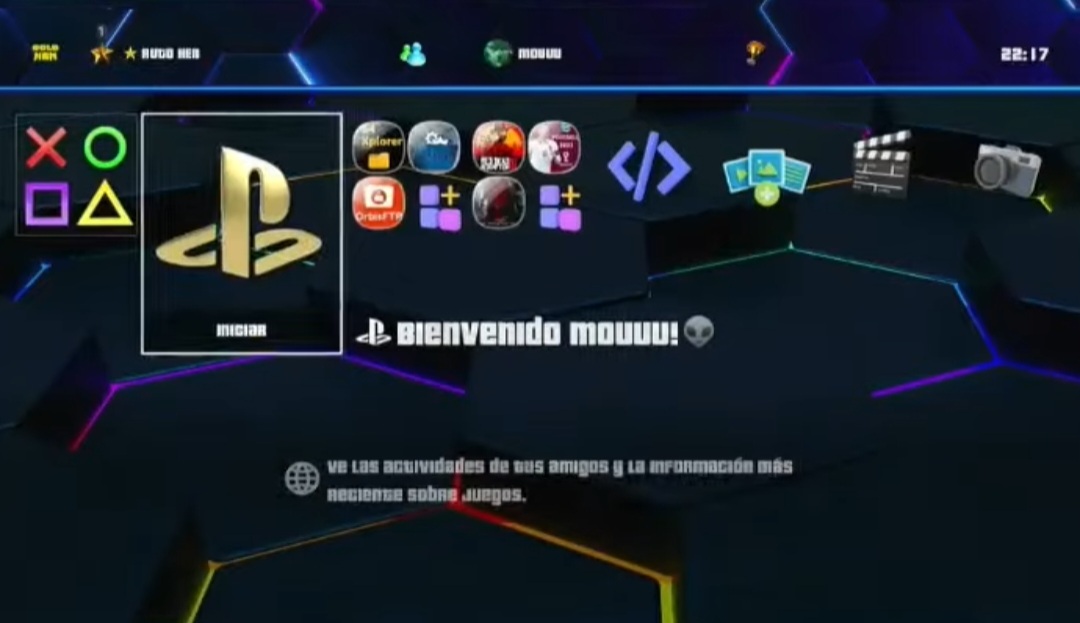 GOLD
HEN
1
★ AUTO HEN
MOUUU
22:17
Xplorer
OrbisFTP
INICIAR
BIENVENIDO MOUUU!
Ve las actividades de tus amigos y la información más
reciente sobre juegos.